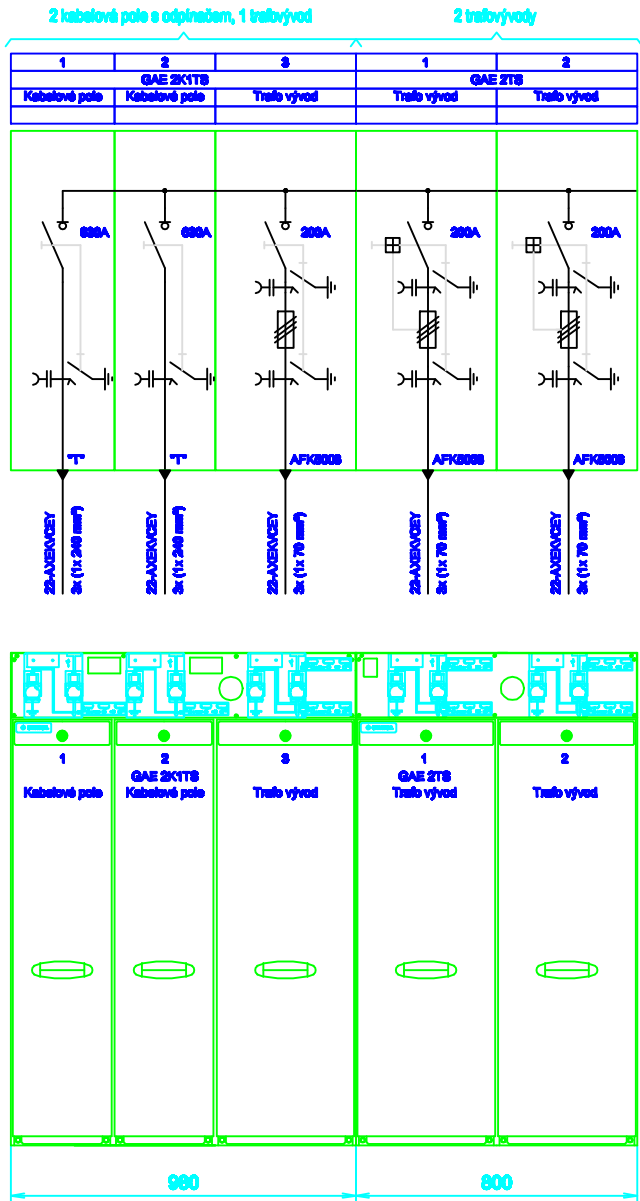 2 kabelové pole s odpínačem, 1 trafovývod
2 trafovývody
1 2 3 1 2
GAE 2K1TS GAE 2TS
Kabelové pole Kabelové pole Trafo vývod Trafo vývod Trafo vývod
630A 630A 200A 200A 200A
"T" "T" AFK500S AFK500S AFK500S
22-AXEKVCEY
3x (1x 240 mm²)
22-AXEKVCEY
3x (1x 240 mm²)
22-AXEKVCEY
3x (1x 70 mm²)
22-AXEKVCEY
3x (1x 70 mm²)
22-AXEKVCEY
3x (1x 70 mm²)
1 2 3 1 2
GAE 2K1TS GAE 2TS
Kabelové pole Kabelové pole Trafo vývod Trafo vývod Trafo vývod
980 800